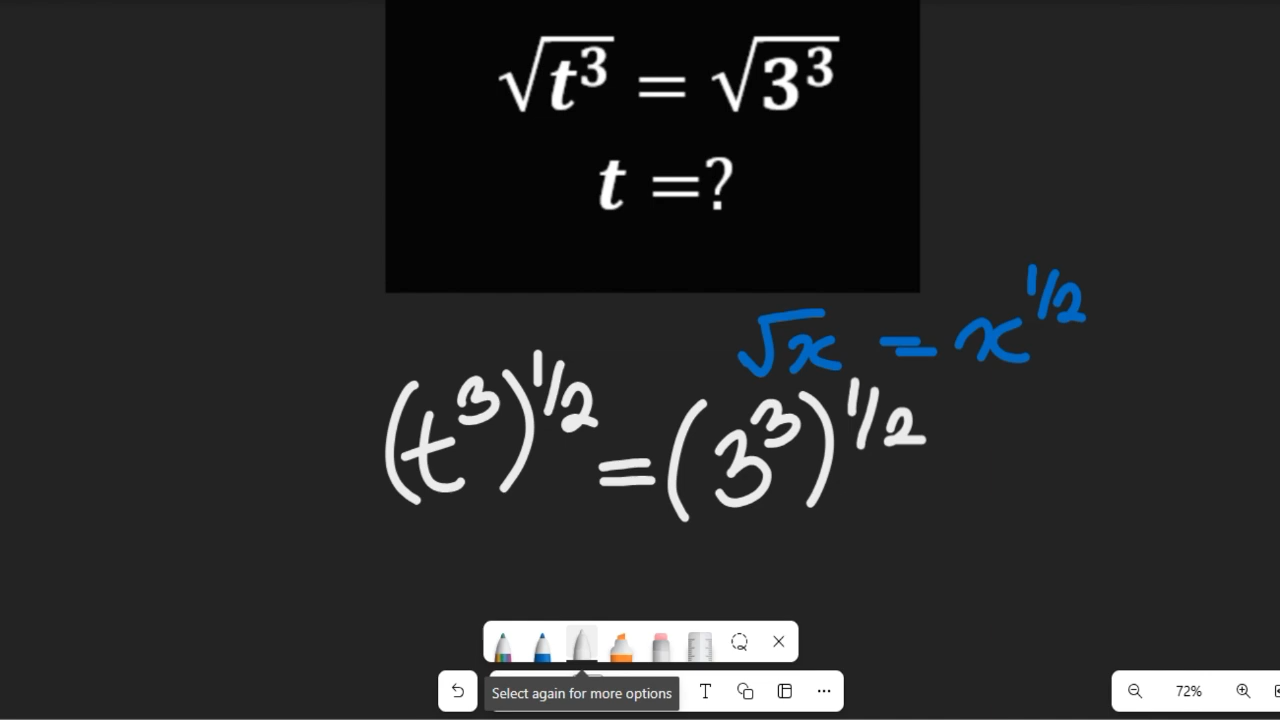 √t³ = √3³
t =?
√x = x^1/2
(t³)^1/2 = (3³)^1/2
Select again for more options
T
72%